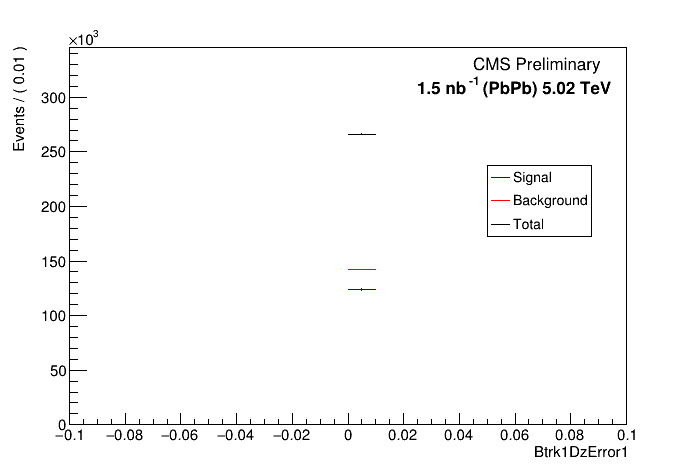 ×10³
Events / ( 0.01 )
CMS Preliminary
1.5 nb⁻¹ (PbPb) 5.02 TeV
300
250
200
150
100
50
0
Signal
Background
Total
−0.1 −0.08 −0.06 −0.04 −0.02 0 0.02 0.04 0.06 0.08 0.1
Btrk1DzError1